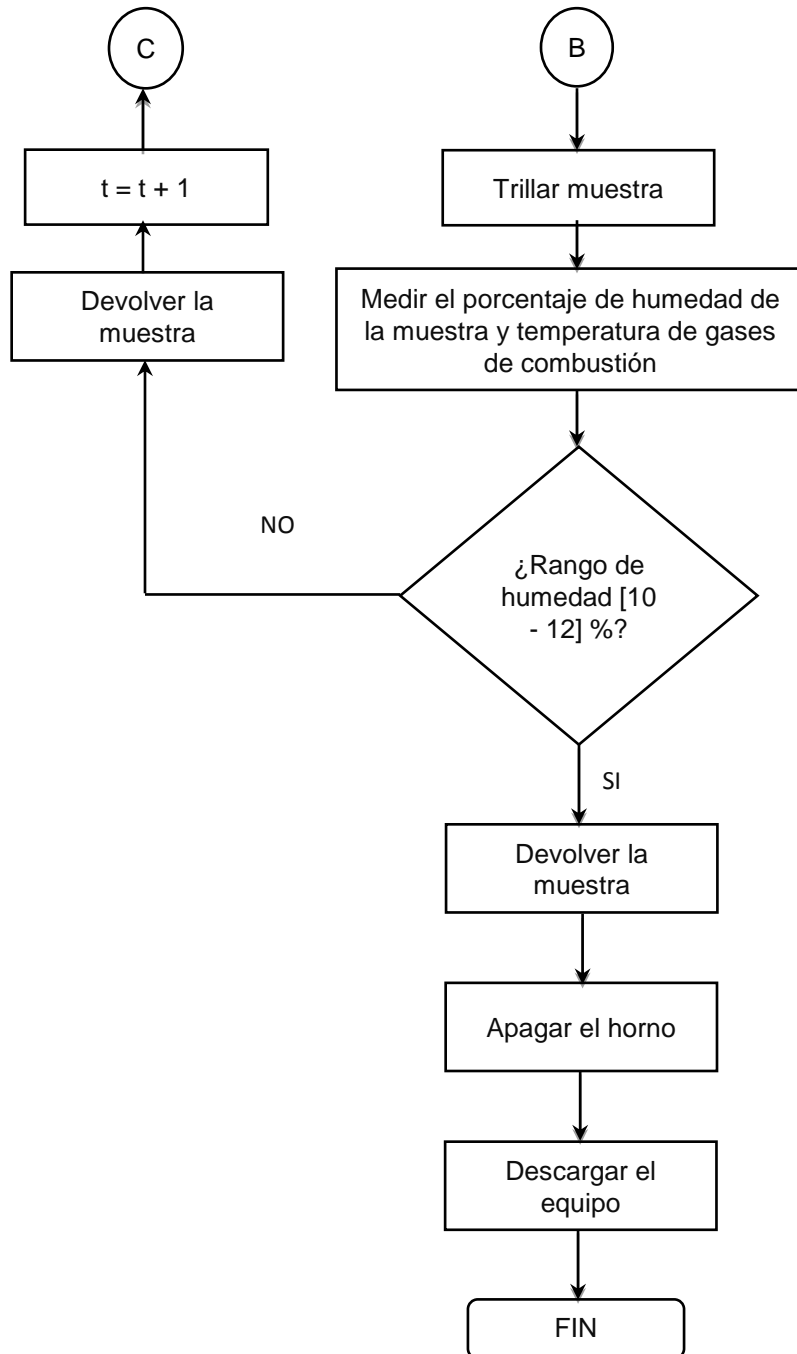 C
B
t = t + 1
Trillar muestra
Devolver la
muestra
Medir el porcentaje de humedad de
la muestra y temperatura de gases
de combustión
NO
¿Rango de
humedad [10
- 12] %?
SI
Devolver la
muestra
Apagar el horno
Descargar el
equipo
FIN